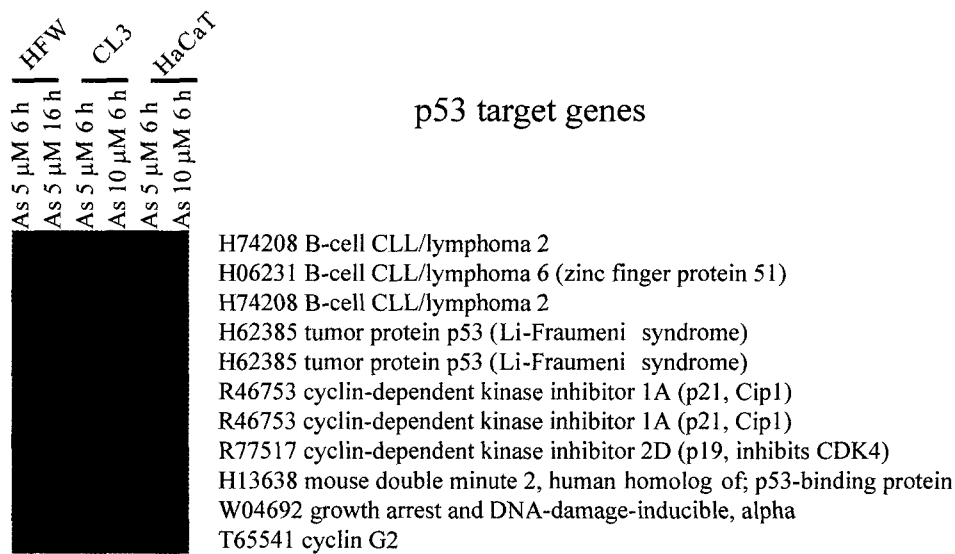 HFW CL3 HaCaT
As 5 µM 6 h
As 5 µM 16 h
As 5 µM 6 h
As 10 µM 6 h
As 5 µM 6 h
As 10 µM 6 h
p53 target genes
H74208 B-cell CLL/lymphoma 2
H06231 B-cell CLL/lymphoma 6 (zinc finger protein 51)
H74208 B-cell CLL/lymphoma 2
H62385 tumor protein p53 (Li-Fraumeni syndrome)
H62385 tumor protein p53 (Li-Fraumeni syndrome)
R46753 cyclin-dependent kinase inhibitor 1A (p21, Cip1)
R46753 cyclin-dependent kinase inhibitor 1A (p21, Cip1)
R77517 cyclin-dependent kinase inhibitor 2D (p19, inhibits CDK4)
H13638 mouse double minute 2, human homolog of; p53-binding protein
W04692 growth arrest and DNA-damage-inducible, alpha
T65541 cyclin G2